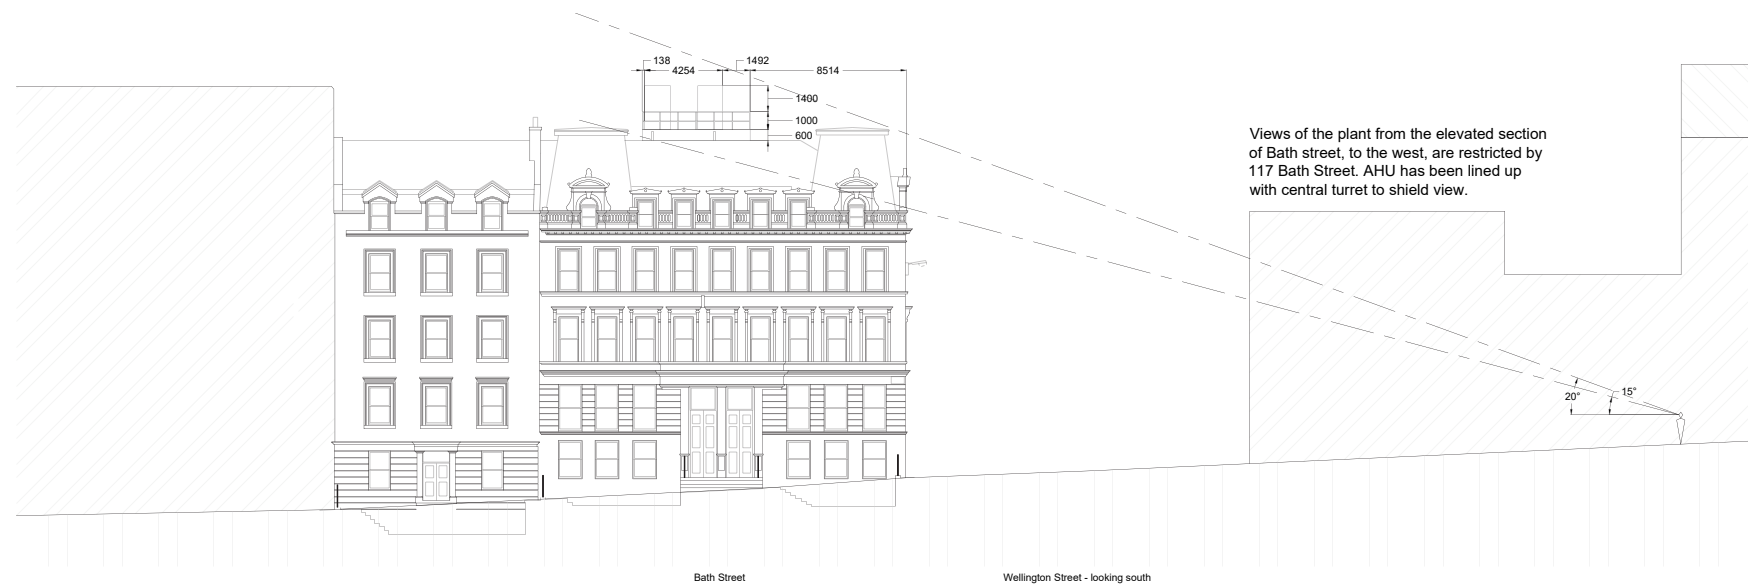 138
1492
4254
8514
1400
1000
600
Views of the plant from the elevated section
of Bath street, to the west, are restricted by
117 Bath Street. AHU has been lined up
with central turret to shield view.
15°
20°
Bath Street
Wellington Street - looking south